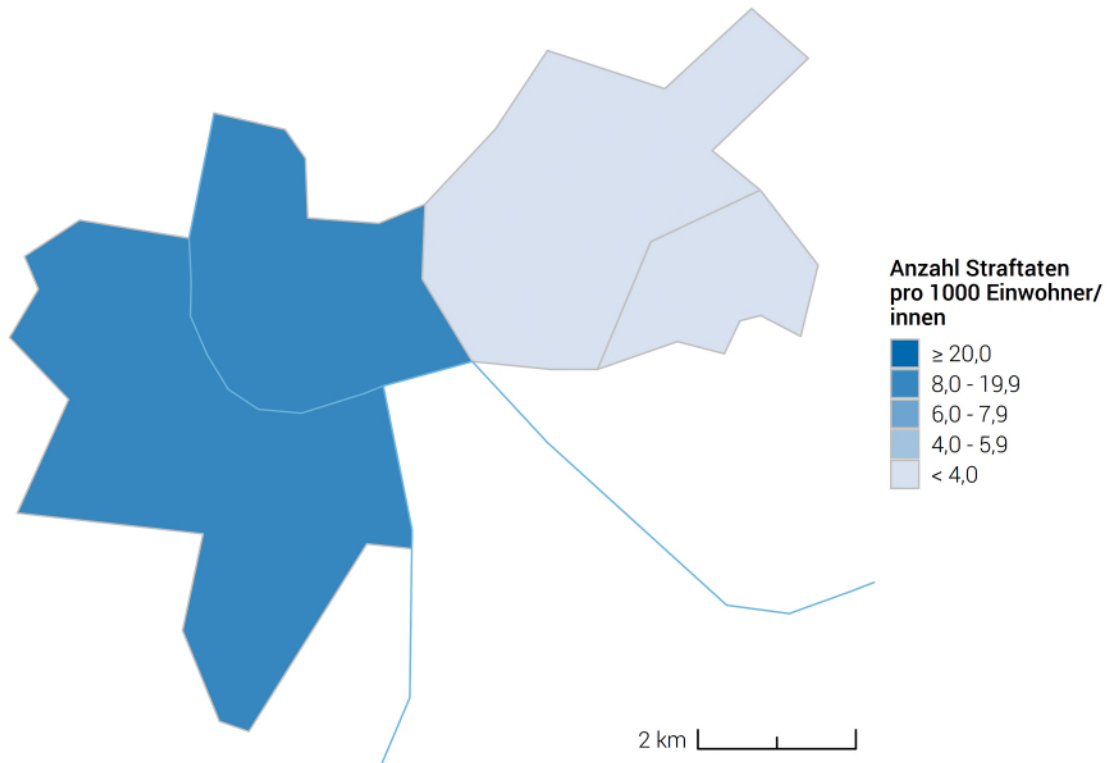 Anzahl Straftaten
pro 1000 Einwohner/
innen
≥ 20,0
8,0 - 19,9
6,0 - 7,9
4,0 - 5,9
< 4,0
2 km